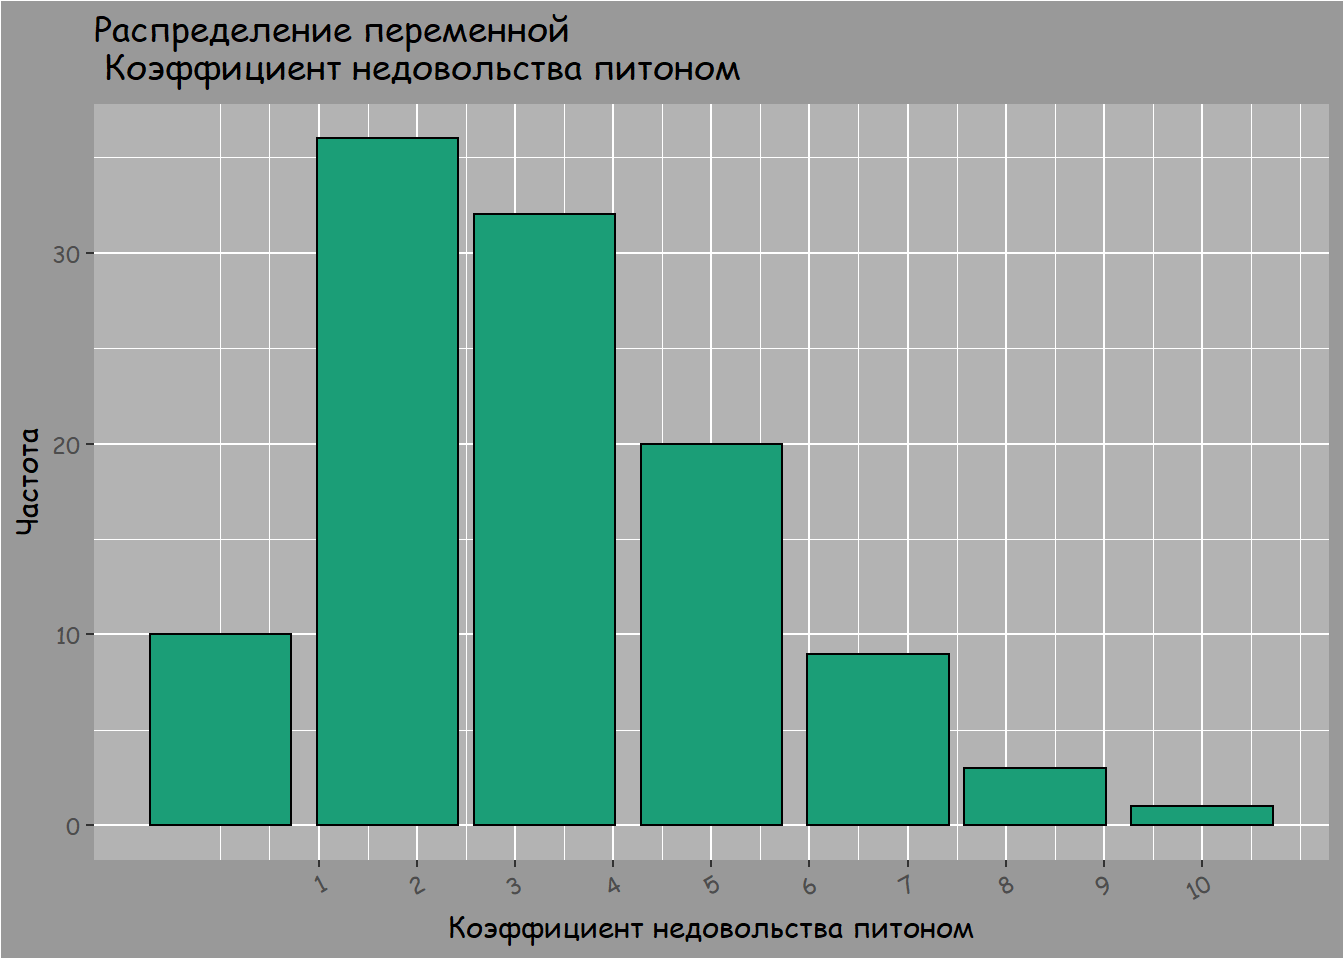 Распределение переменной
Коэффициент недовольства питоном
Частота
30
20
10
0
1 2 3 4 5 6 7 8 9 10
Коэффициент недовольства питоном